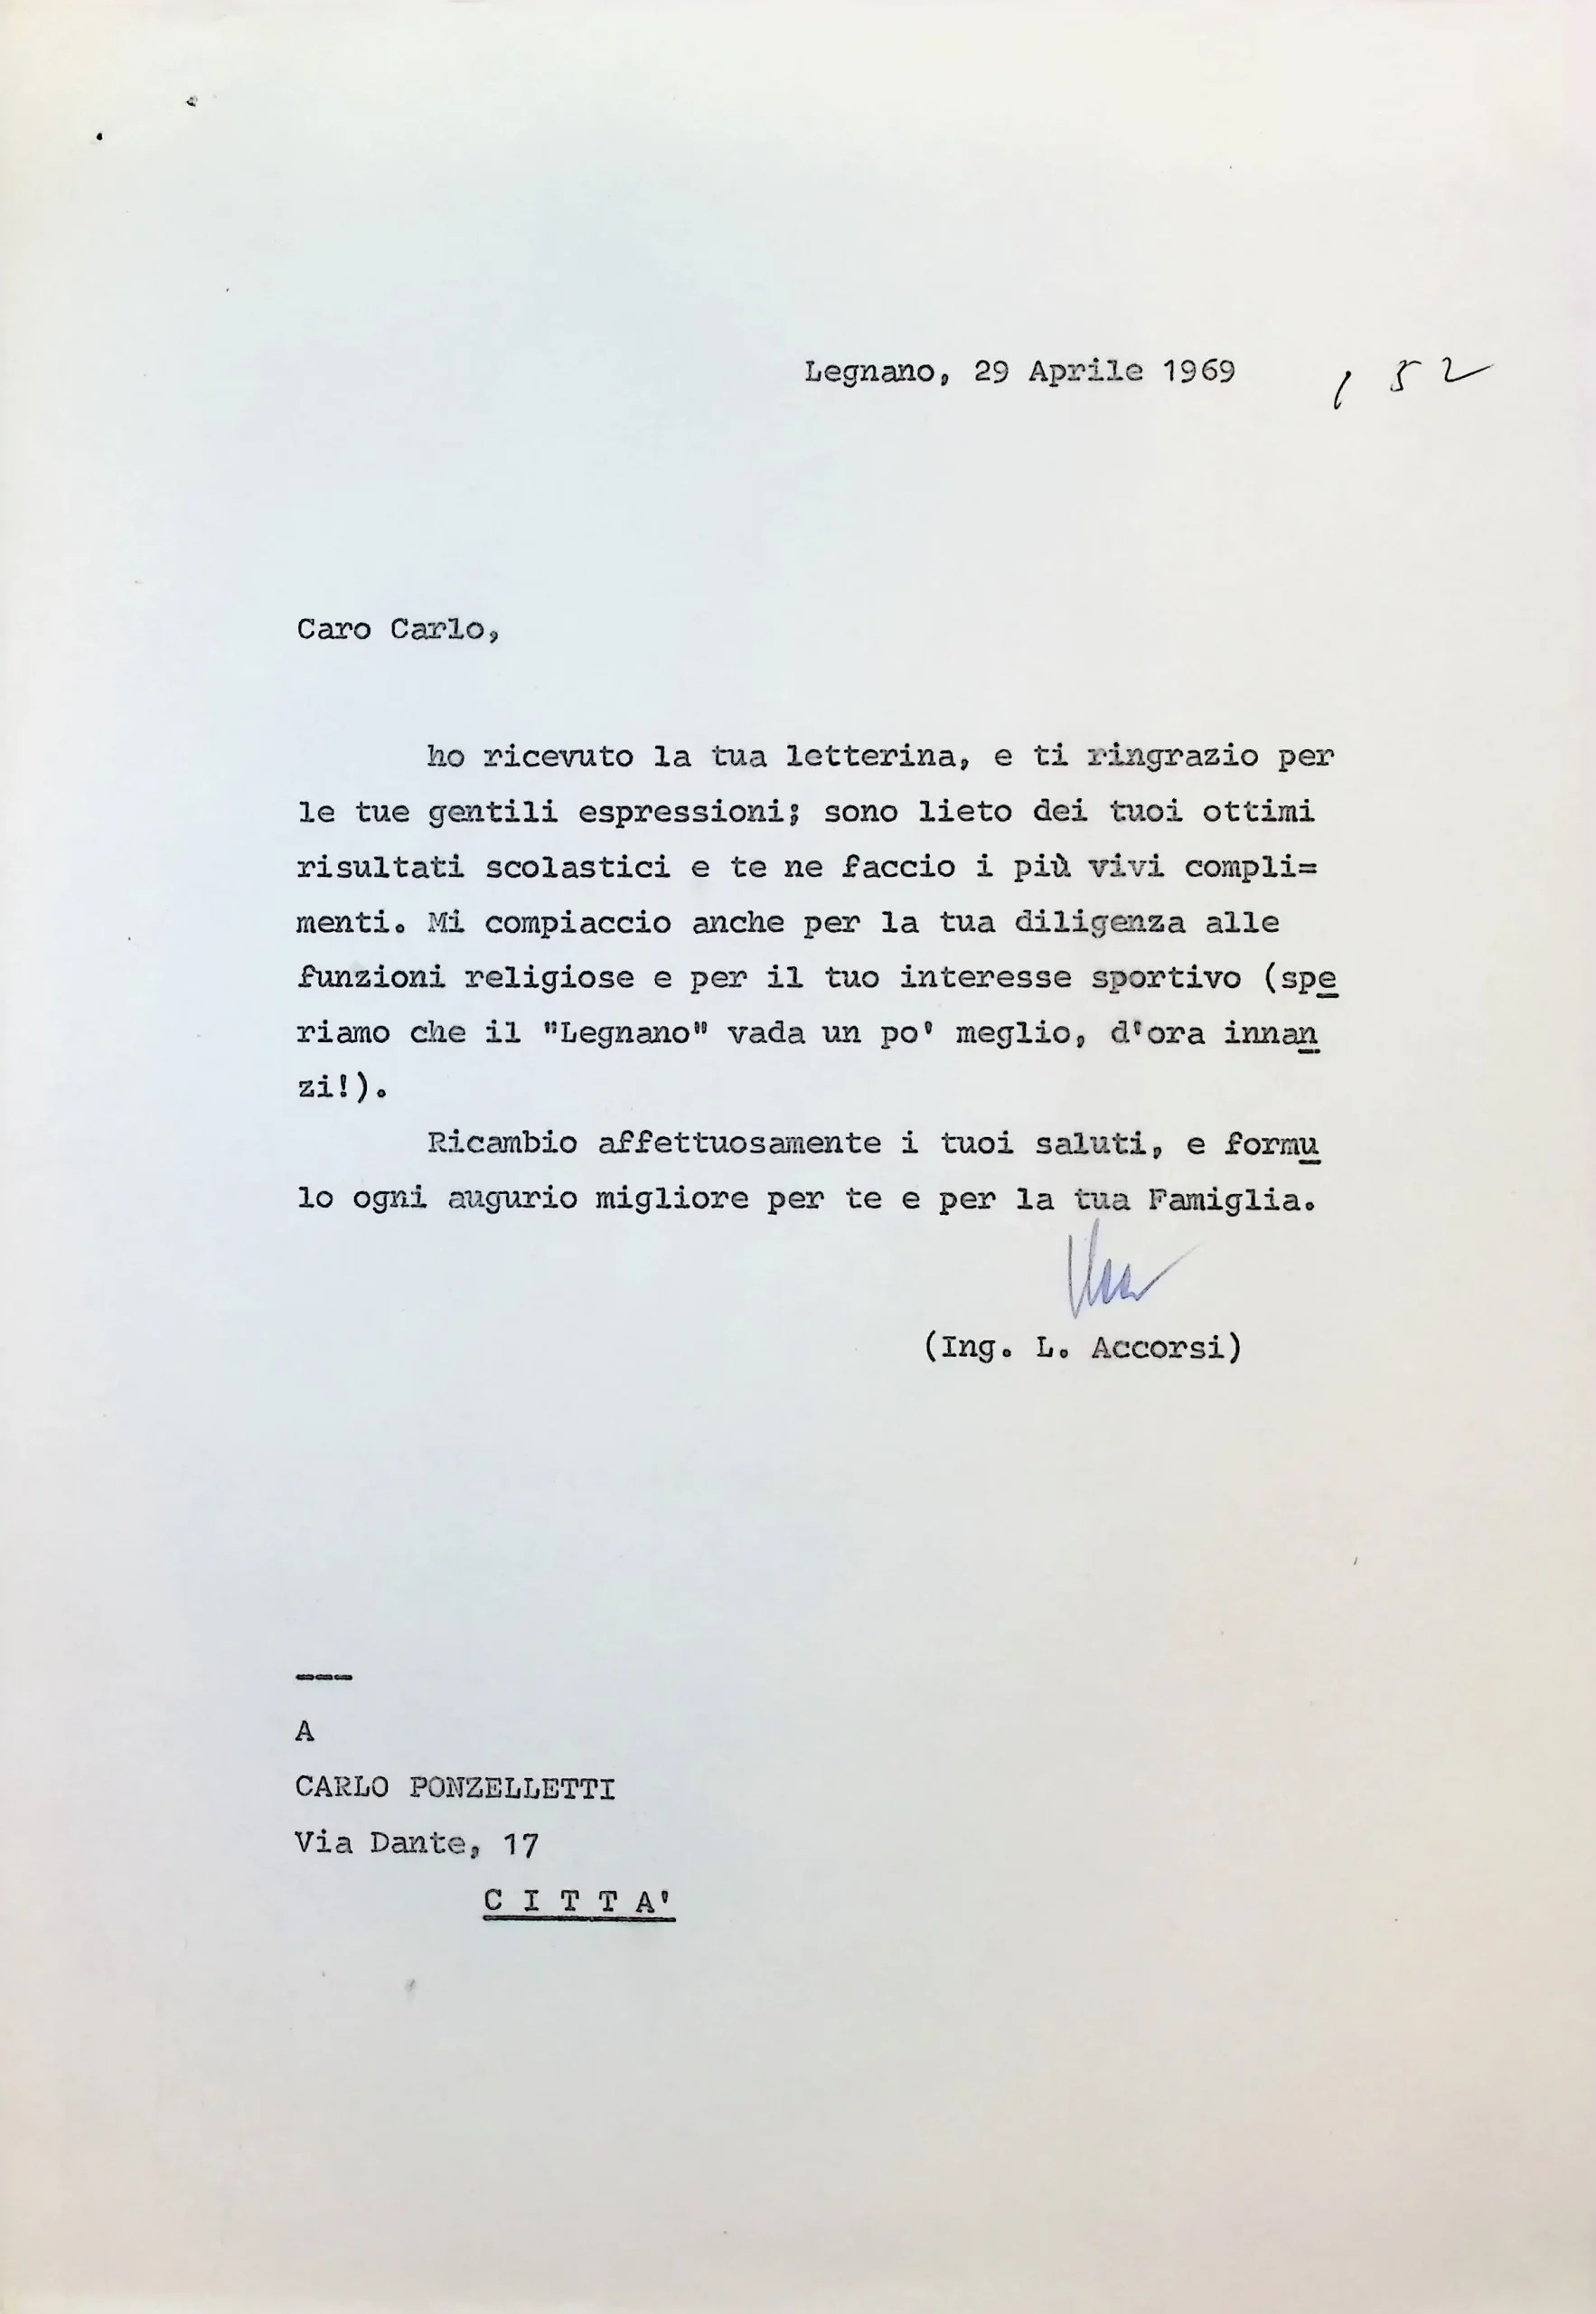 Legnano, 29 Aprile 1969 152
Caro Carlo,
ho ricevuto la tua letterina, e ti ringrazio per
le tue gentili espressioni; sono lieto dei tuoi ottimi
risultati scolastici e te ne faccio i più vivi compli=
menti. Mi compiaccio anche per la tua diligenza alle
funzioni religiose e per il tuo interesse sportivo (spe
riamo che il "Legnano" vada un po' meglio, d'ora innan
zi!).
Ricambio affettuosamente i tuoi saluti, e formu
lo ogni augurio migliore per te e per la tua Famiglia.
(Ing. L. Accorsi)
---
A
CARLO PONZELLETTI
Via Dante, 17
C I T T A'